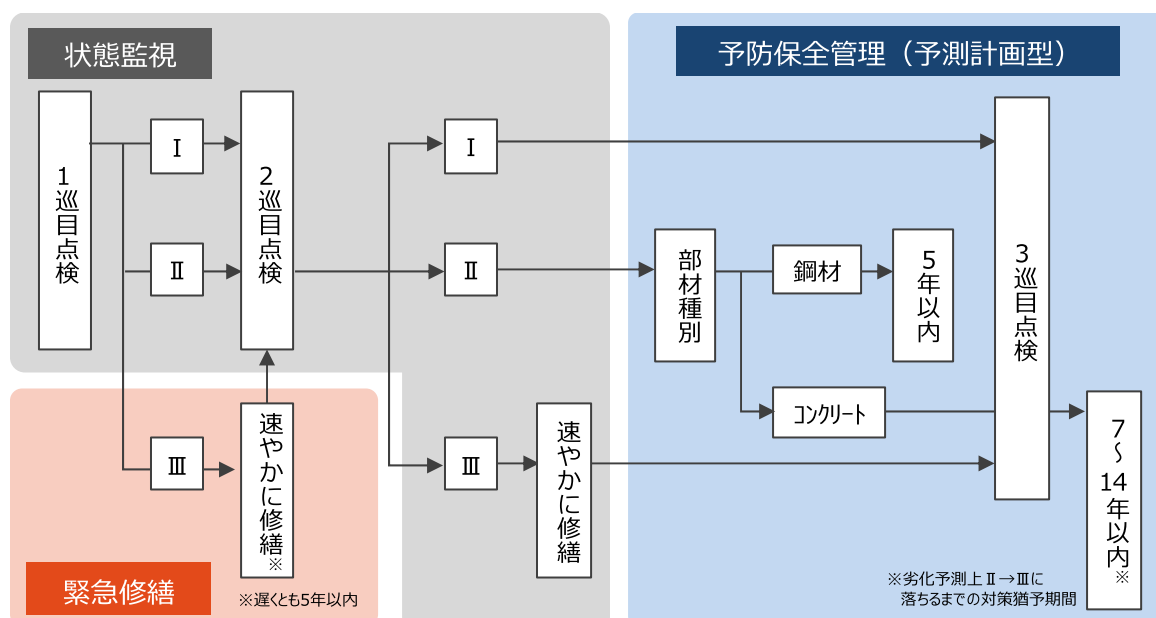 状態監視
予防保全管理（予測計画型）
1巡目点検
Ⅰ
Ⅱ
Ⅲ
2巡目点検
速やかに修繕※
緊急修繕
※遅くとも5年以内
Ⅰ
Ⅱ
Ⅲ
速やかに修繕
部材種別
鋼材
5年以内
コンクリート
3巡目点検
7～14年以内※
※劣化予測上Ⅱ→Ⅲに
落ちるまでの対策猶予期間